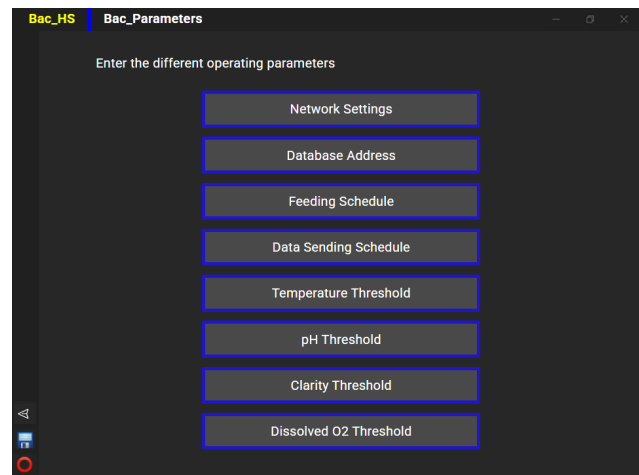 Bac_HS Bac_Parameters
Enter the different operating parameters
Network Settings
Database Address
Feeding Schedule
Data Sending Schedule
Temperature Threshold
pH Threshold
Clarity Threshold
Dissolved O2 Threshold